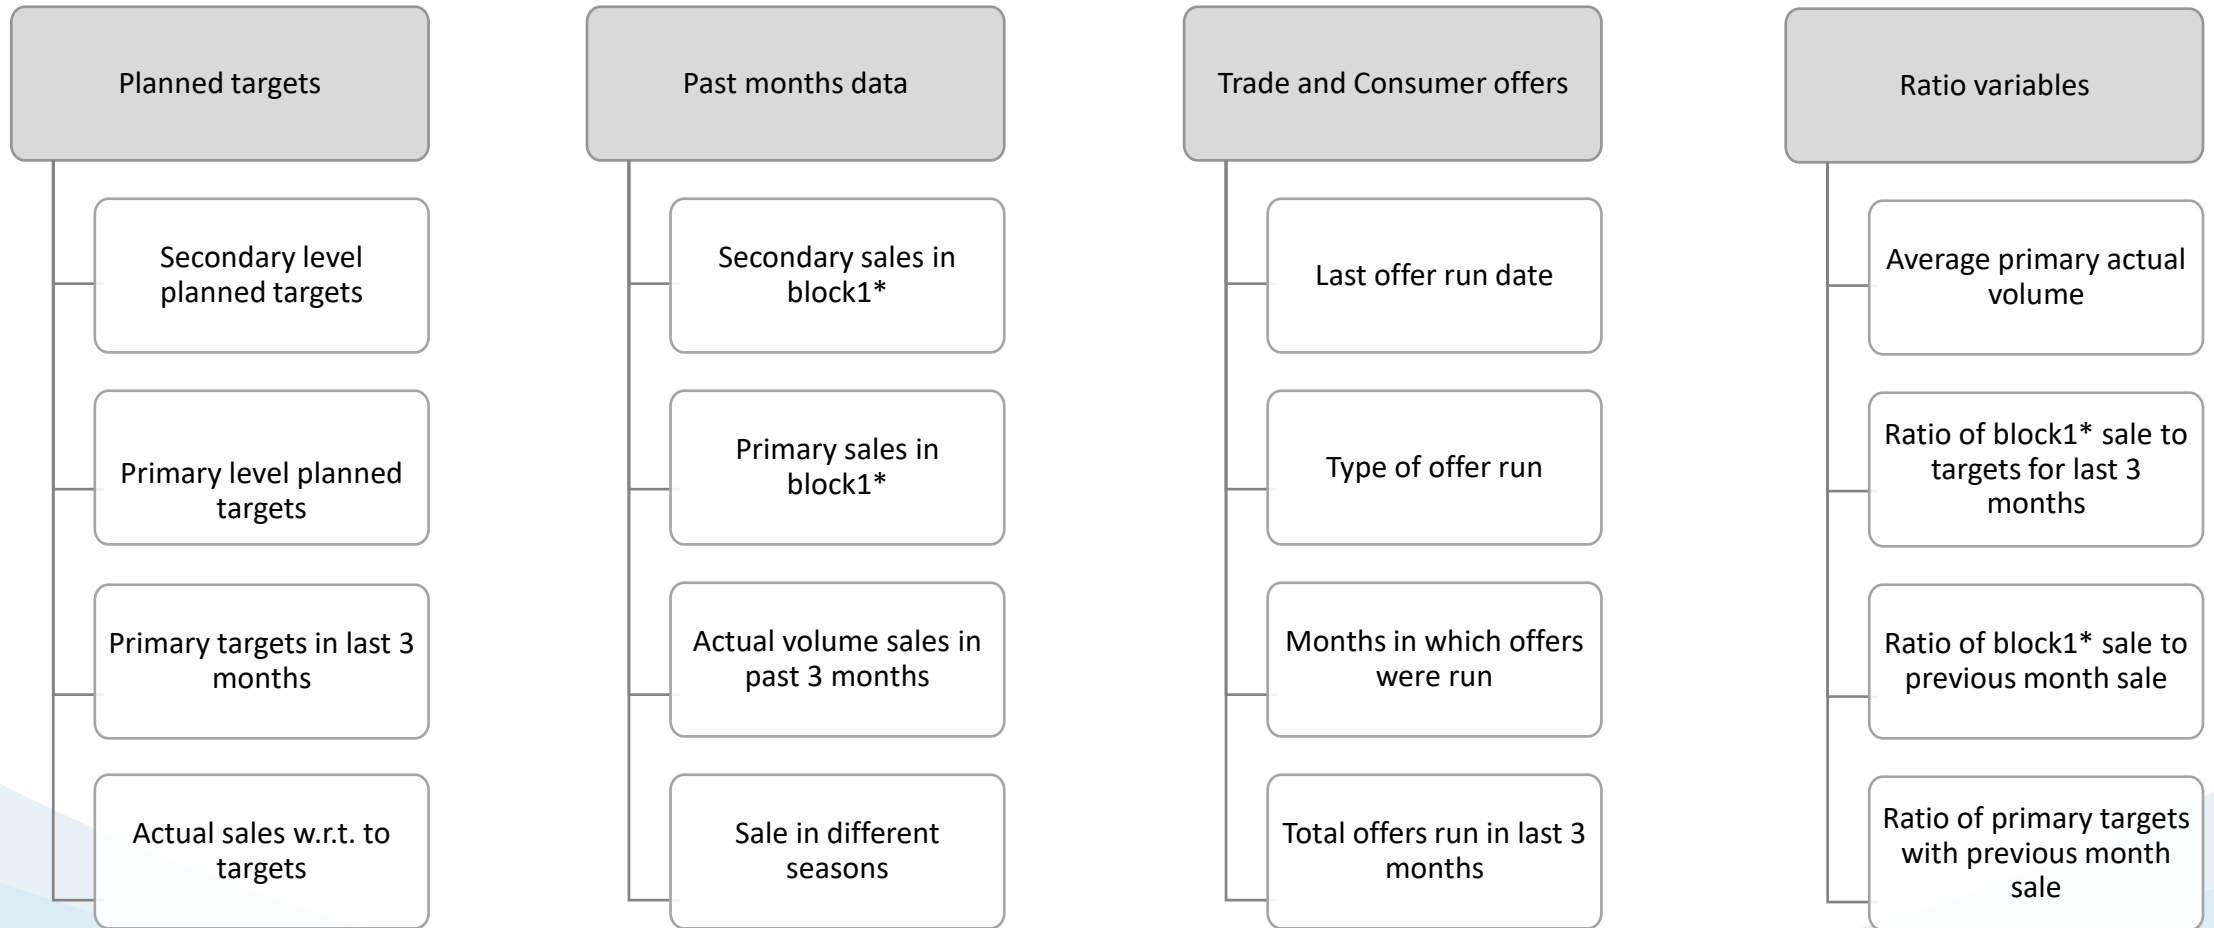 Planned targets
Secondary level
planned targets
Primary level planned
targets
Primary targets in last 3
months
Actual sales w.r.t. to
targets
Past months data
Secondary sales in
block1*
Primary sales in
block1*
Actual volume sales in
past 3 months
Sale in different
seasons
Trade and Consumer offers
Last offer run date
Type of offer run
Months in which offers
were run
Total offers run in last 3
months
Ratio variables
Average primary actual
volume
Ratio of block1* sale to
targets for last 3
months
Ratio of block1* sale to
previous month sale
Ratio of primary targets
with previous month
sale